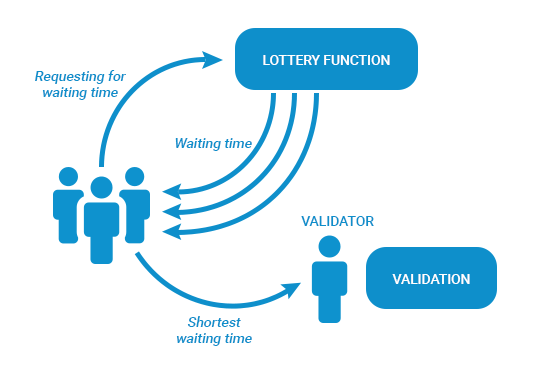 LOTTERY FUNCTION
Requesting for
waiting time
Waiting time
VALIDATOR
VALIDATION
Shortest
waiting time